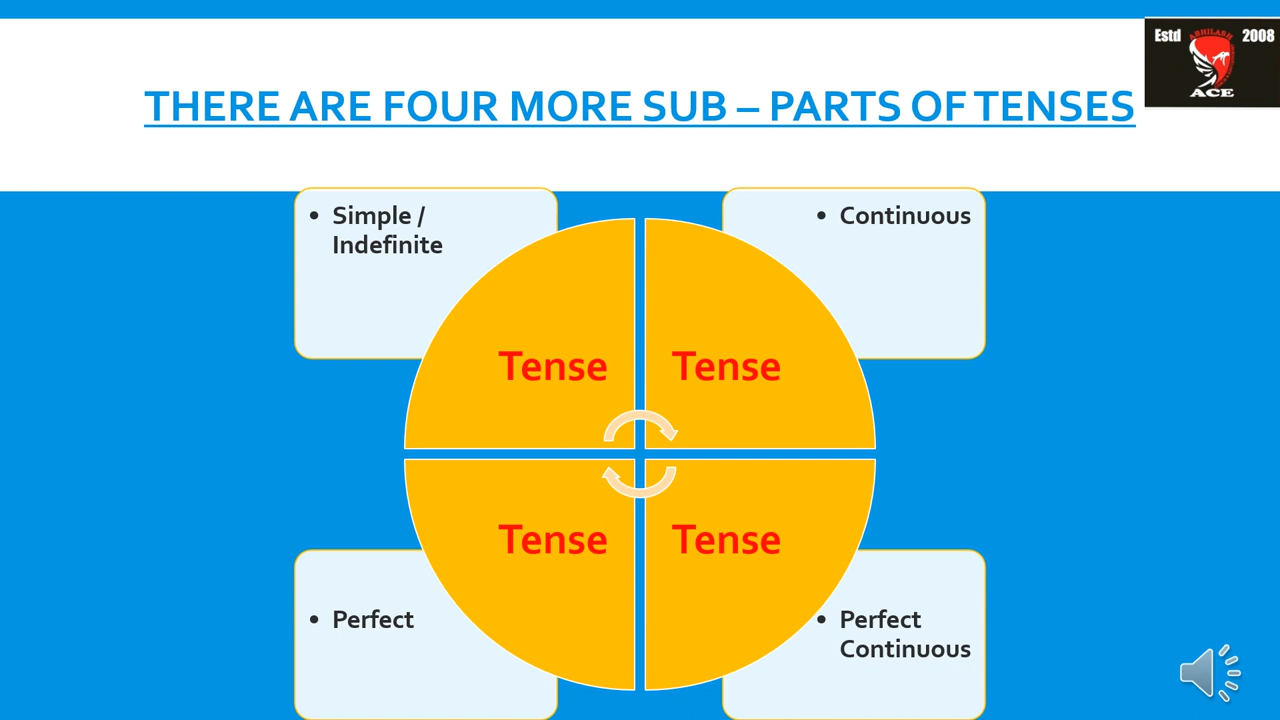 Estd 2008
ABHILASH
ACE
THERE ARE FOUR MORE SUB – PARTS OF TENSES
• Simple /
Indefinite
• Continuous
Tense
Tense
Tense
Tense
• Perfect
• Perfect
Continuous